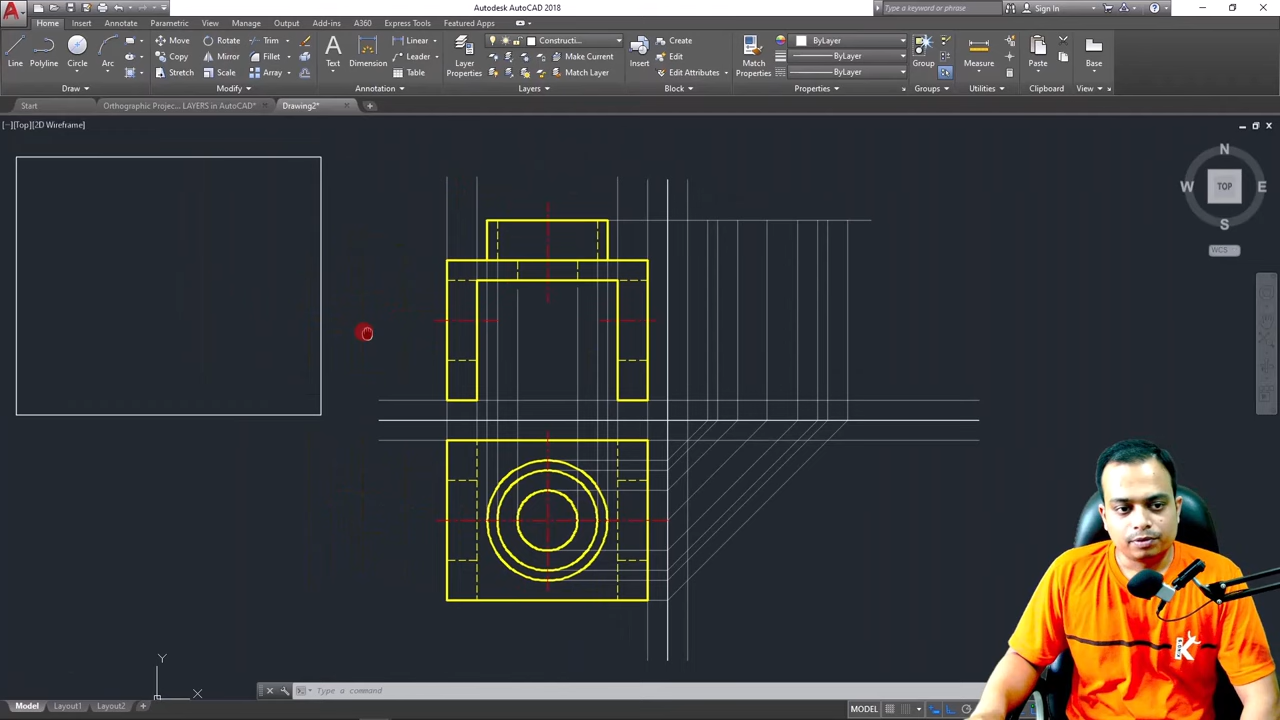 Autodesk AutoCAD 2018
Type a keyword or phrase
Sign In
Home Insert Annotate Parametric View Manage Output Add-ins A360 Express Tools Featured Apps
Line
Polyline
Circle
Arc
Move
Copy
Stretch
Rotate
Mirror
Scale
Trim
Fillet
Array
Text
Dimension
Linear
Leader
Table
Layer
Properties
Constructi...
Make Current
Match Layer
Insert
Create
Edit
Edit Attributes
Match
Properties
ByLayer
ByLayer
ByLayer
Group
Measure
Paste
Base
Draw
Modify
Annotation
Layers
Block
Properties
Groups
Utilities
Clipboard
View
Start
Orthographic Projec... LAYERS in AutoCAD*
Drawing2*
[−][Top][2D Wireframe]
N
W
TOP
E
S
WCS
K
Y
X
Type a command
Model
Layout1
Layout2
MODEL